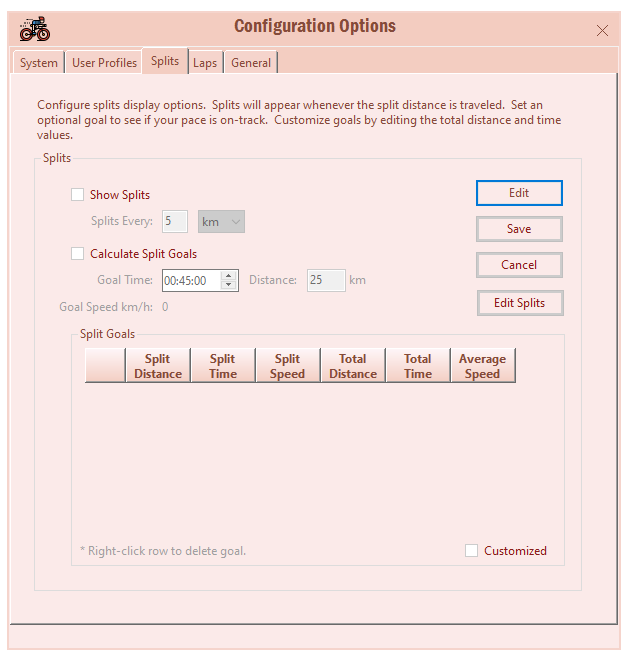 Configuration Options
System User Profiles Splits Laps General
Configure splits display options. Splits will appear whenever the split distance is traveled. Set an
optional goal to see if your pace is on-track. Customize goals by editing the total distance and time
values.
Splits
Show Splits
Edit
Splits Every: 5 km
Save
Calculate Split Goals
Cancel
Goal Time: 00:45:00 Distance: 25 km
Goal Speed km/h: 0
Edit Splits
Split Goals
Split Split Split Total Total Average
Distance Time Speed Distance Time Speed
* Right-click row to delete goal.
Customized